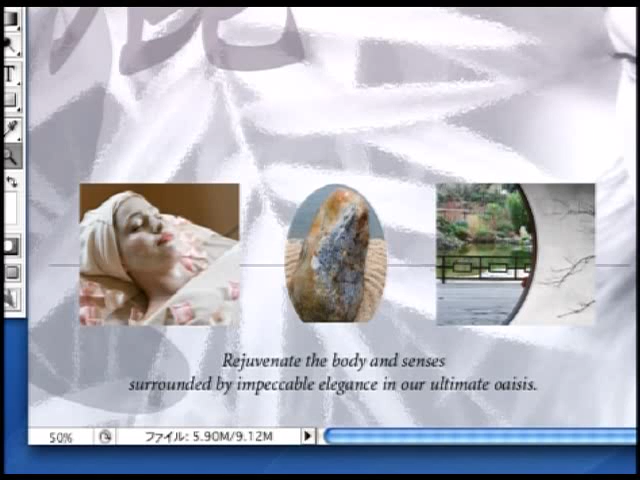 Rejuvenate the body and senses
surrounded by impeccable elegance in our ultimate oaisis.
50%
ファイル: 5.90M/9.12M